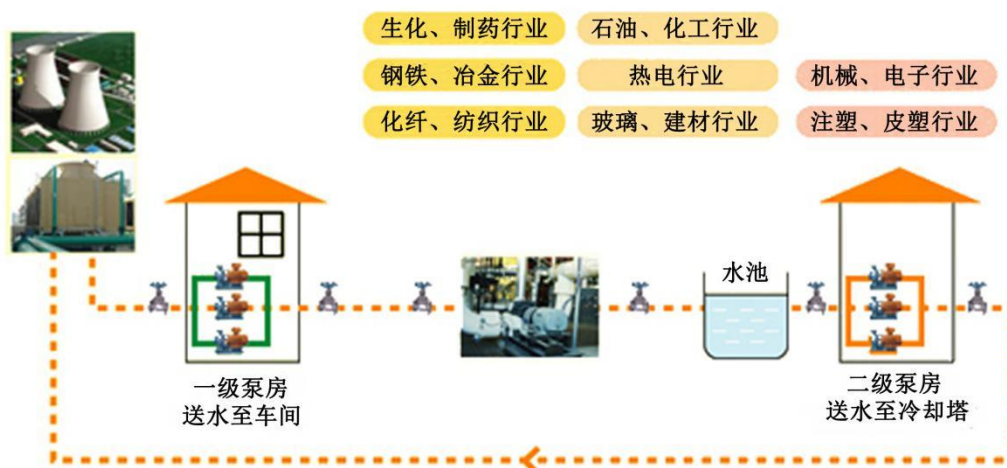 生化、制药行业
石油、化工行业
钢铁、冶金行业
热电行业
机械、电子行业
化纤、纺织行业
玻璃、建材行业
注塑、皮塑行业
水池
一级泵房
送水至车间
二级泵房
送水至冷却塔